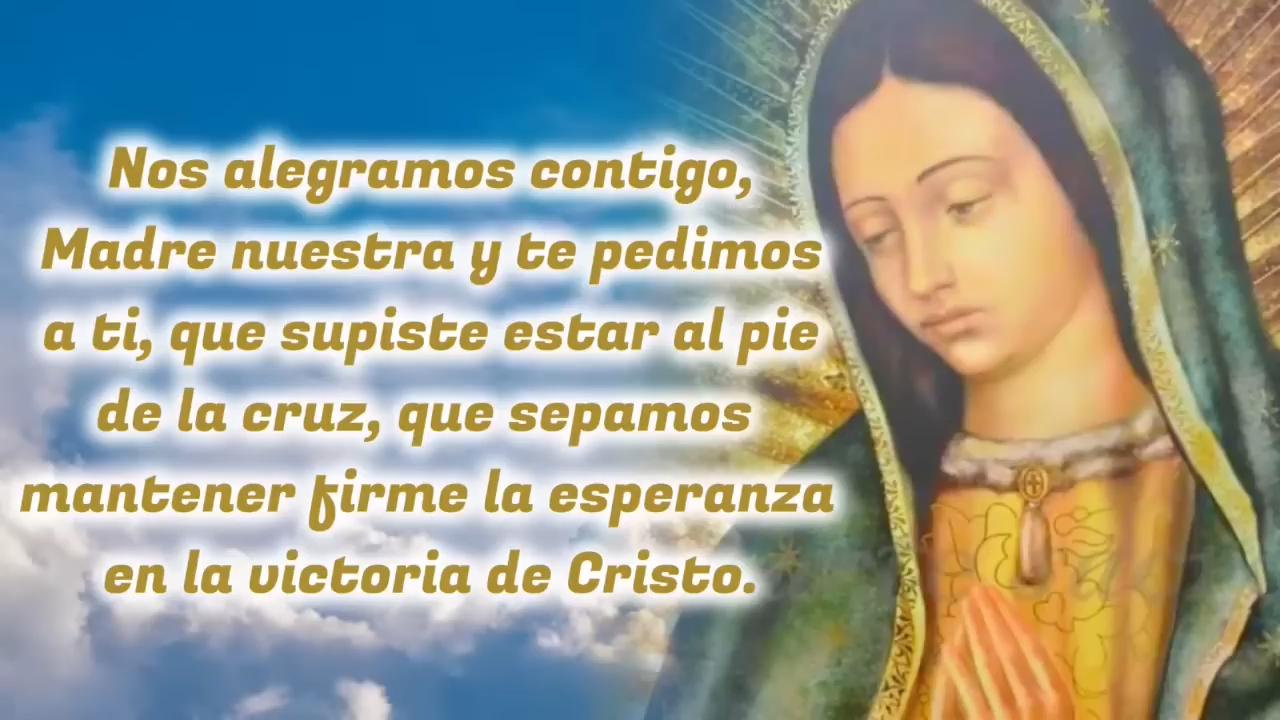 Nos alegramos contigo,
Madre nuestra y te pedimos
a ti, que supiste estar al pie
de la cruz, que sepamos
mantener firme la esperanza
en la victoria de Cristo.